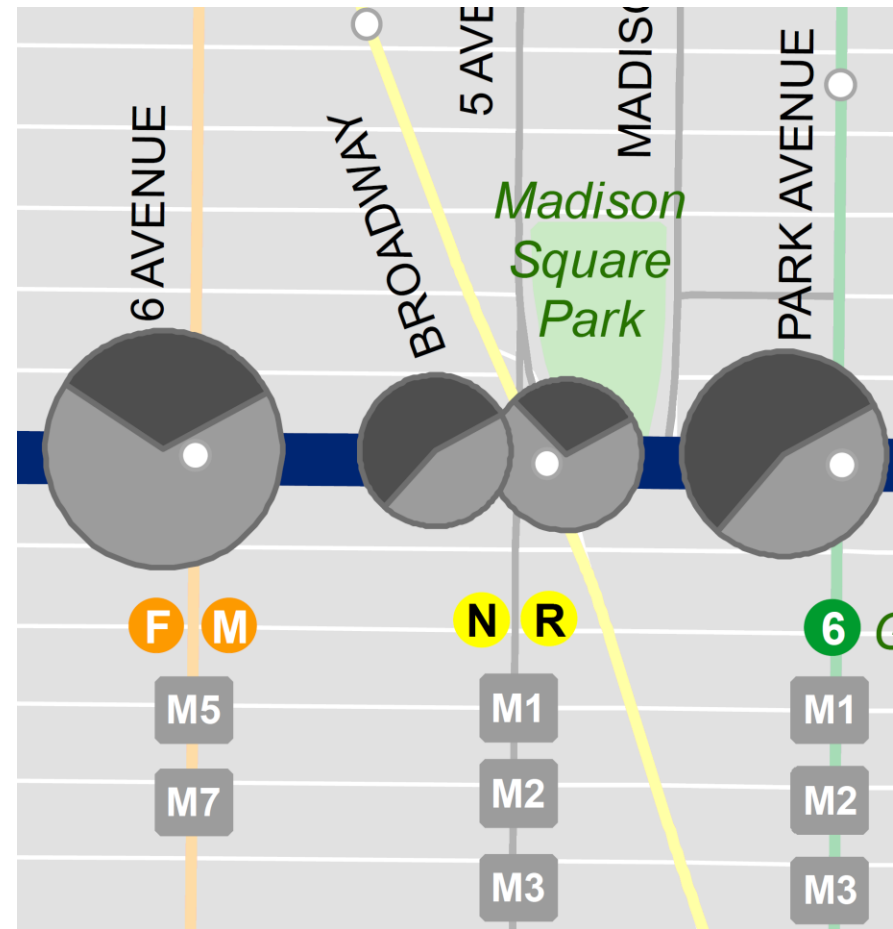 5 AVE
MADISO
6 AVENUE
BROADWAY
Madison
Square
Park
PARK AVENUE
F M
N R
6
M5
M1
M1
M7
M2
M2
M3
M3